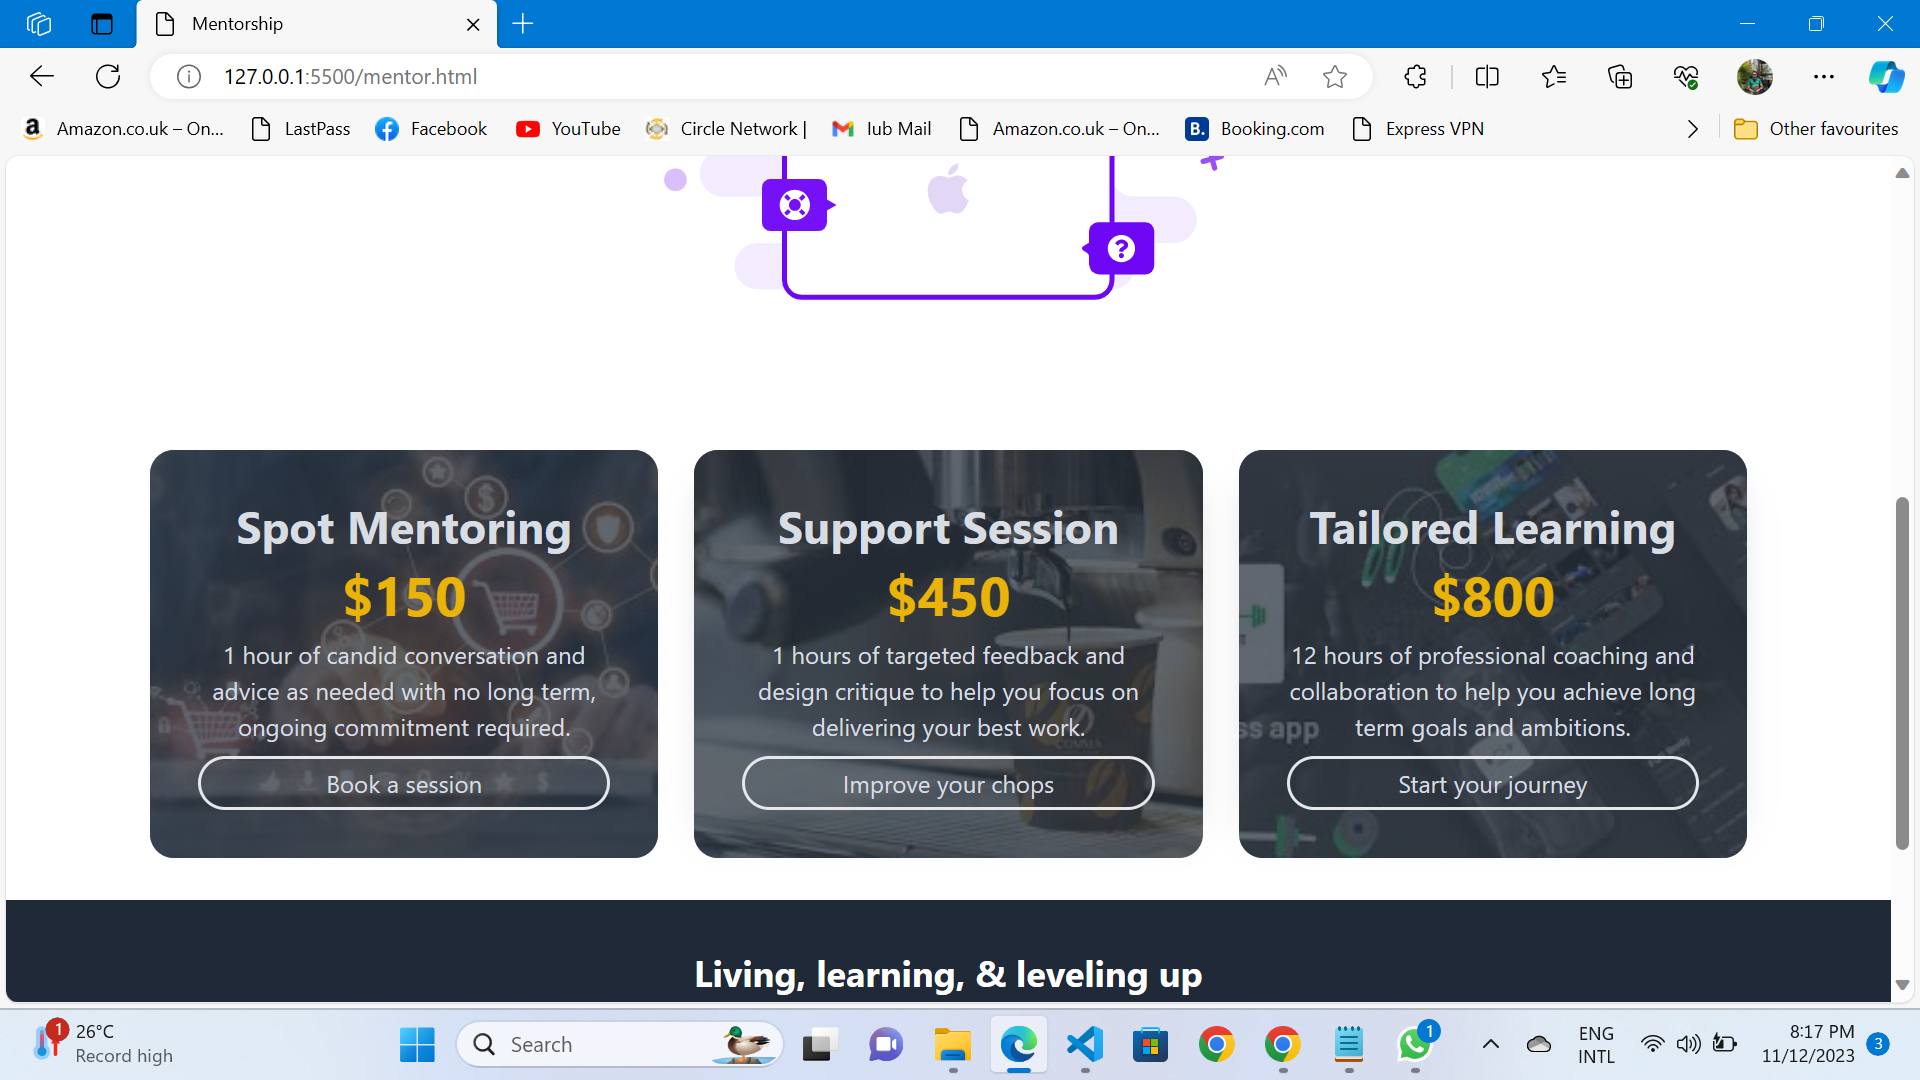 Mentorship
127.0.0.1:5500/mentor.html
Amazon.co.uk – On...
LastPass
Facebook
YouTube
Circle Network |
Iub Mail
Amazon.co.uk – On...
B. Booking.com
Express VPN
Other favourites
Spot Mentoring
$150
1 hour of candid conversation and
advice as needed with no long term,
ongoing commitment required.
Book a session
Support Session
$450
1 hours of targeted feedback and
design critique to help you focus on
delivering your best work.
Improve your chops
Tailored Learning
$800
12 hours of professional coaching and
collaboration to help you achieve long
term goals and ambitions.
ss app
Start your journey
Living, learning, & leveling up
1
26°C
Record high
Search
1
ENG
INTL
8:17 PM
11/12/2023
3